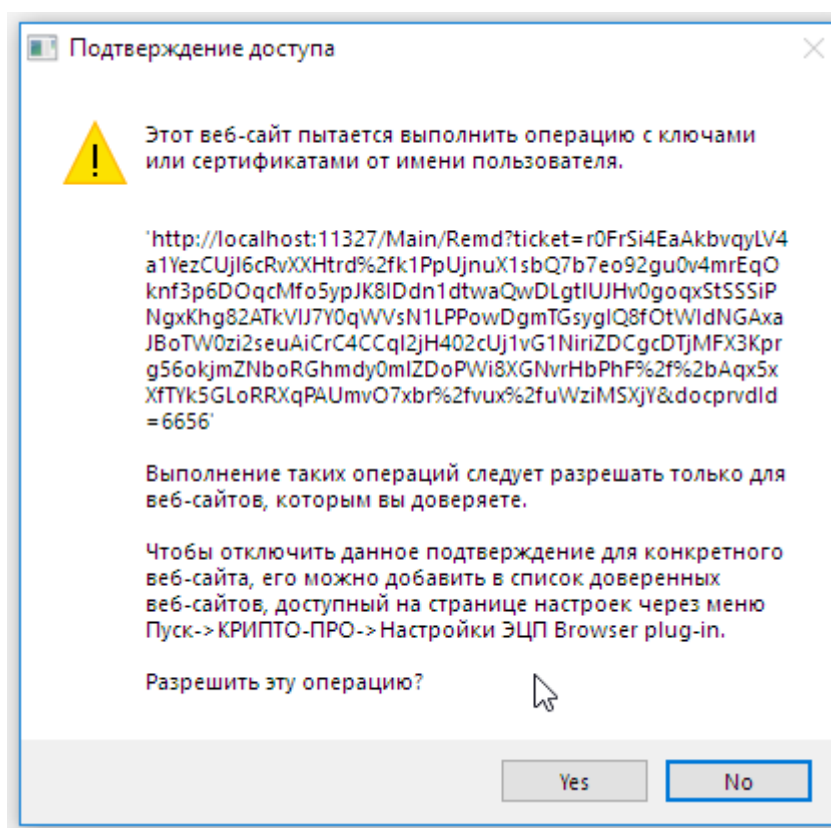 Подтверждение доступа
Этот веб-сайт пытается выполнить операцию с ключами
или сертификатами от имени пользователя.
'http://localhost:11327/Main/Remd?ticket=r0FrSi4EaAkbvqyLV4
a1YezCUjl6cRvXXHtrd%2fk1PpUjnuX1sbQ7b7eo92gu0v4mrEqO
knf3p6DOqcMfo5ypJK8IDdn1dtwaQwDLgtIUJHv0goqxStSSSiP
NgxKhg82ATkVIJ7Y0qWVsN1LPPowDgmTGsyglQ8fOtWIdNGAxa
JBoTW0zi2seuAiCrC4CCqI2jH402cUj1vG1NiriZDCgcDTjMFX3Kpr
g56okjmZNboRGhmdy0mIZDoPWi8XGNvrHbPhF%2f%2bAqx5x
XfTYk5GLoRRXqPAUmvO7xbr%2fvux%2fuWziMSXjY&docprvdId
=6656'
Выполнение таких операций следует разрешать только для
веб-сайтов, которым вы доверяете.
Чтобы отключить данное подтверждение для конкретного
веб-сайта, его можно добавить в список доверенных
веб-сайтов, доступный на странице настроек через меню
Пуск->КРИПТО-ПРО->Настройки ЭЦП Browser plug-in.
Разрешить эту операцию?
Yes No